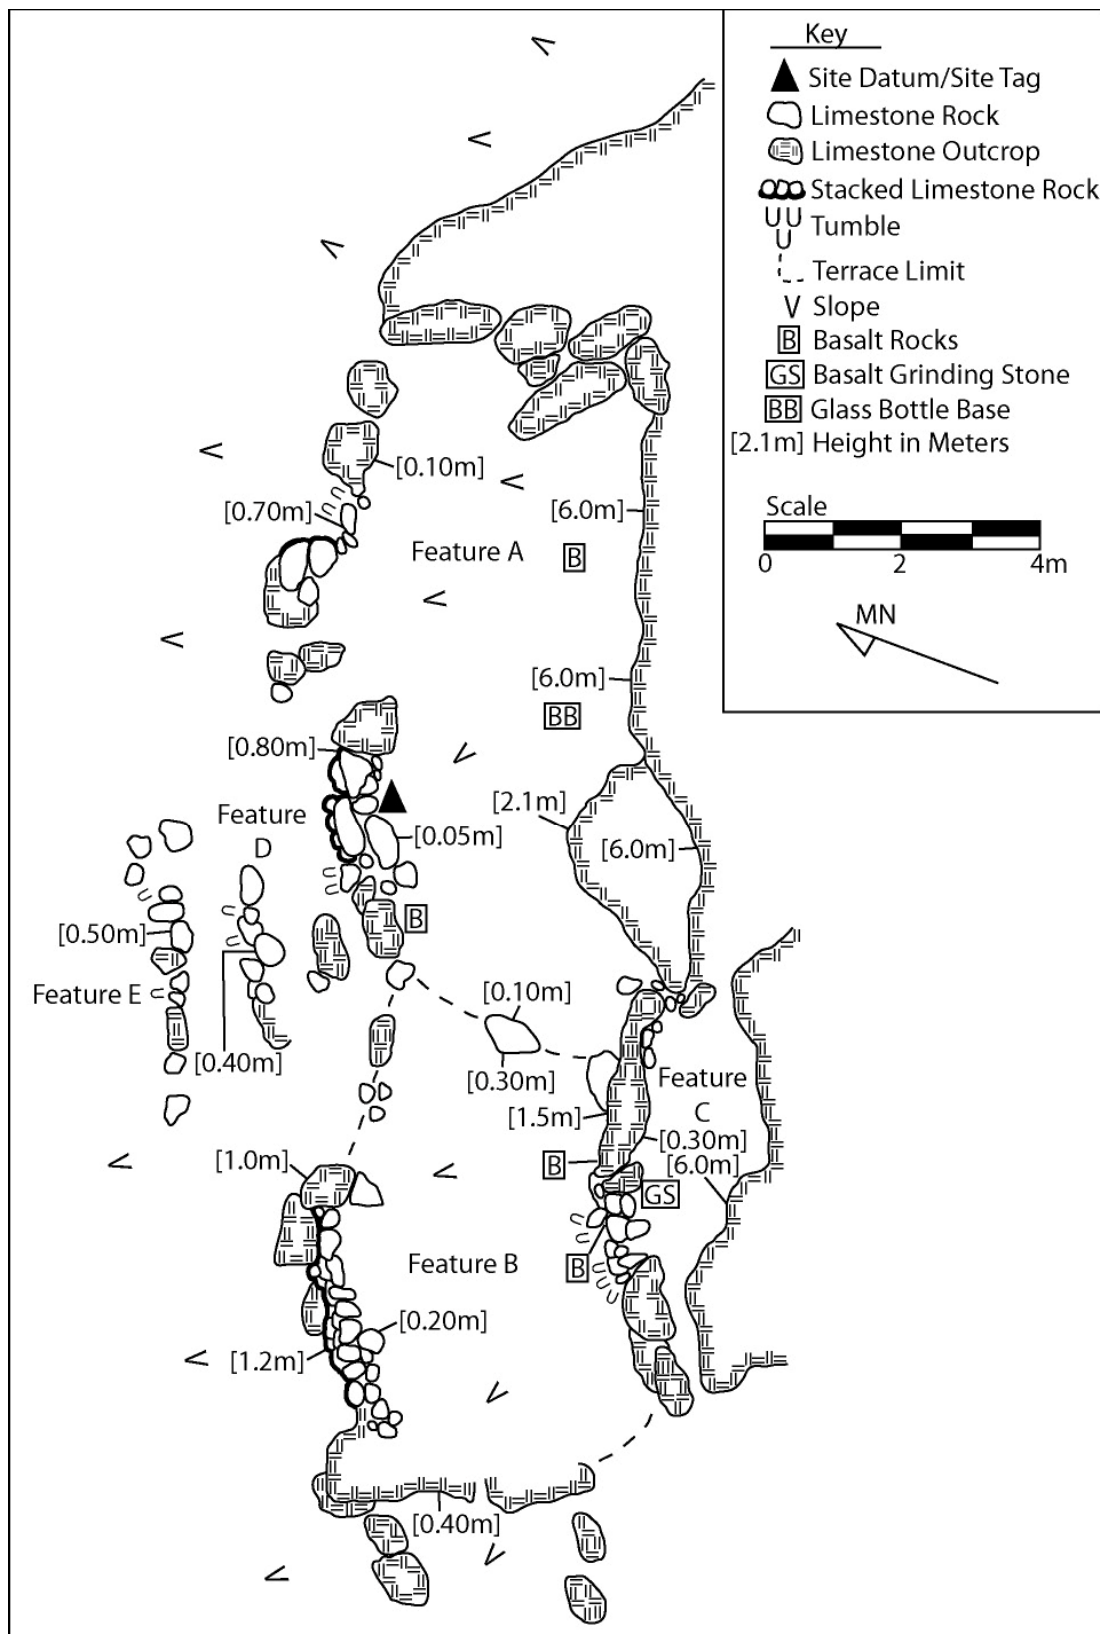 Key
Site Datum/Site Tag
Limestone Rock
Limestone Outcrop
Stacked Limestone Rock
Tumble
Terrace Limit
V Slope
B Basalt Rocks
GS Basalt Grinding Stone
BB Glass Bottle Base
[2.1m] Height in Meters
Scale
0 2 4m
MN
[0.10m]
[0.70m]
[6.0m]
Feature A
B
[6.0m]
BB
[0.80m]
[2.1m]
Feature
D
[0.05m]
[6.0m]
B
[0.50m]
Feature E
[0.40m]
[0.10m]
[0.30m]
Feature
C
[1.5m]
[0.30m]
[6.0m]
B
GS
[1.0m]
Feature B
B
[0.20m]
[1.2m]
[0.40m]